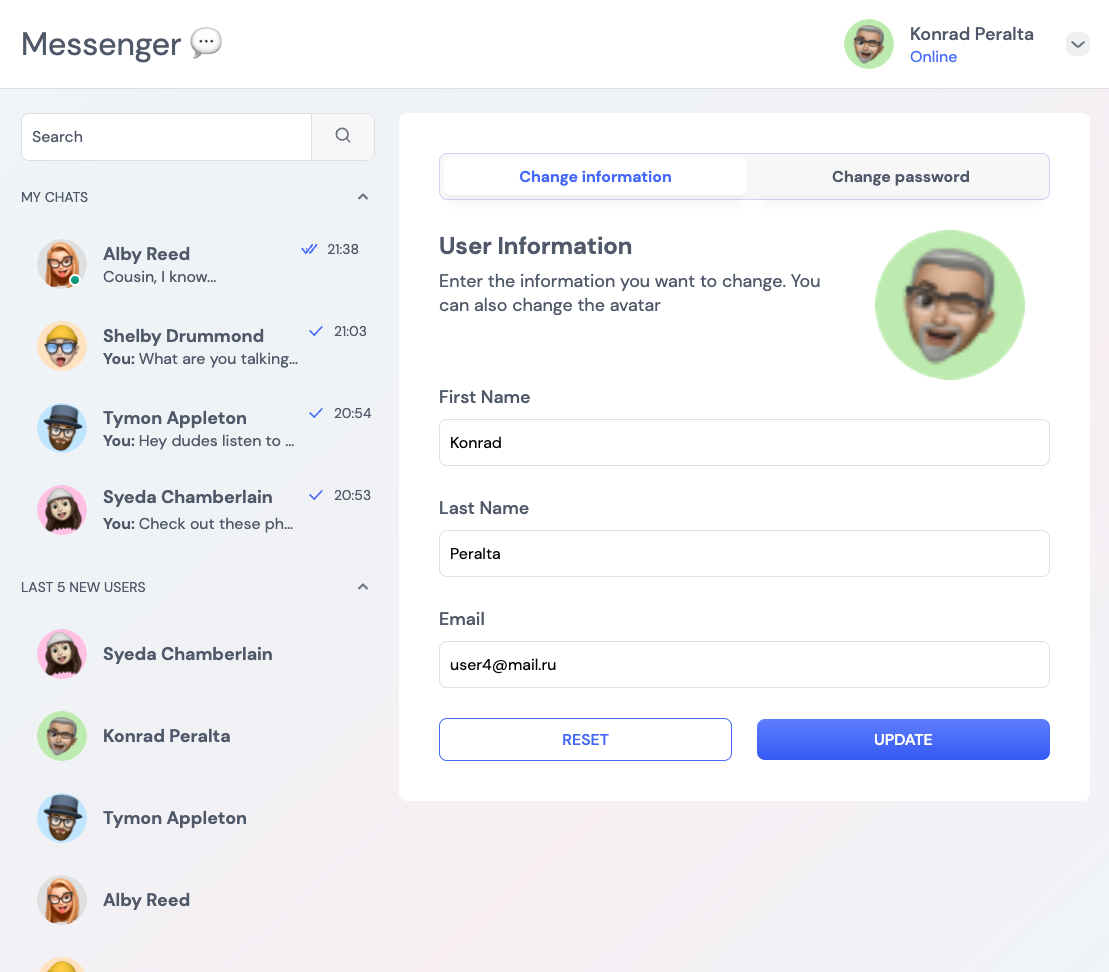 Messenger 💬
Konrad Peralta
Online
Search
MY CHATS
Alby Reed
21:38
Cousin, I know...
Shelby Drummond
21:03
You: What are you talking...
Tymon Appleton
20:54
You: Hey dudes listen to ...
Syeda Chamberlain
20:53
You: Check out these ph...
LAST 5 NEW USERS
Syeda Chamberlain
Konrad Peralta
Tymon Appleton
Alby Reed
Change information
Change password
User Information
Enter the information you want to change. You
can also change the avatar
First Name
Konrad
Last Name
Peralta
Email
user4@mail.ru
RESET
UPDATE